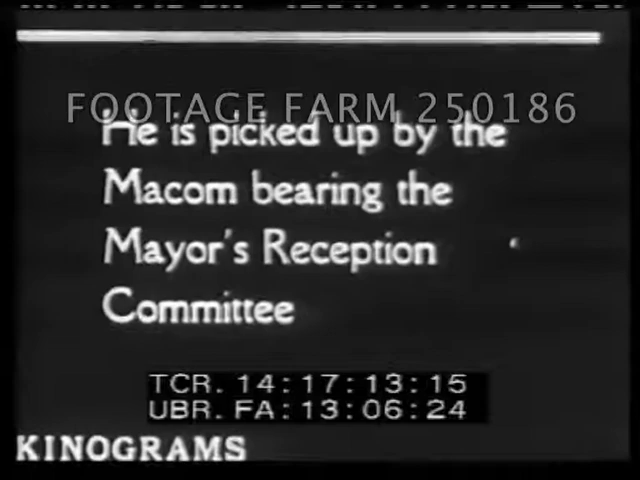 FOOTAGE FARM 250186
He is picked up by the
Macom bearing the
Mayor's Reception
Committee
TCR. 14:17:13:15
UBR. FA:13:06:24
KINOGRAMS